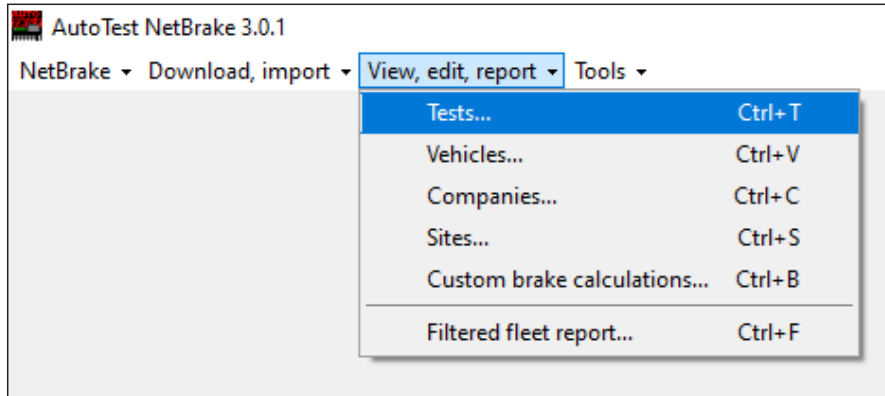 AutoTest NetBrake 3.0.1
NetBrake Download, import View, edit, report Tools
Tests... Ctrl+T
Vehicles... Ctrl+V
Companies... Ctrl+C
Sites... Ctrl+S
Custom brake calculations... Ctrl+B
Filtered fleet report... Ctrl+F